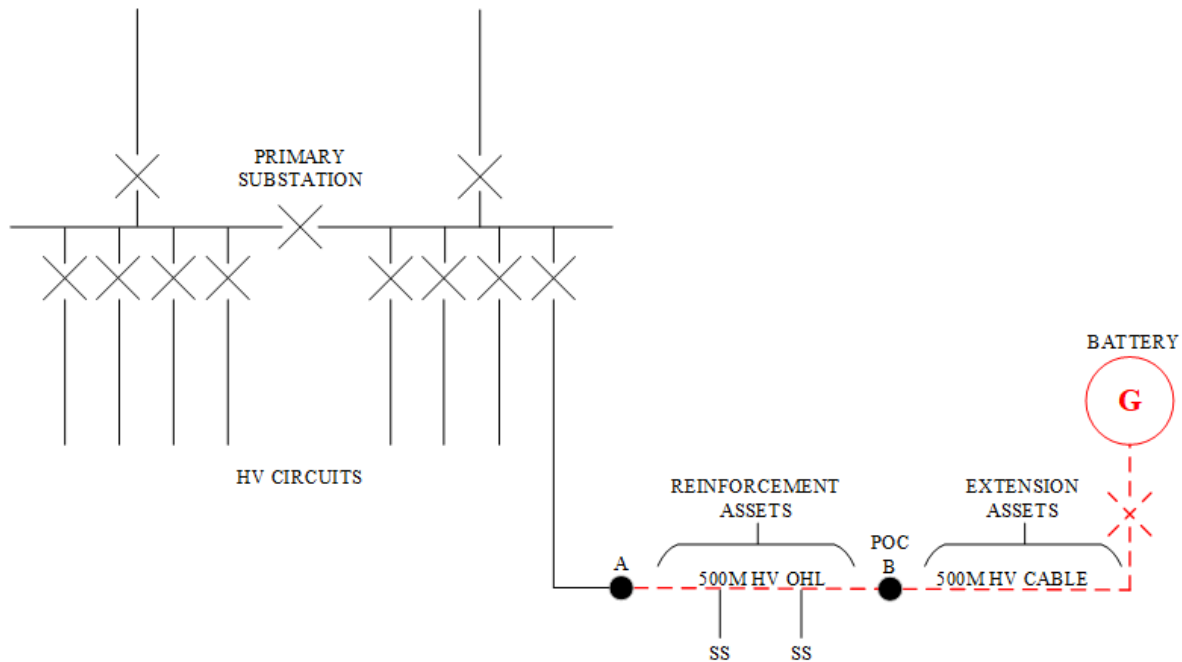 PRIMARY
SUBSTATION
BATTERY
G
HV CIRCUITS
REINFORCEMENT
ASSETS
EXTENSION
ASSETS
A
POC
B
500M HV OHL
500M HV CABLE
SS
SS